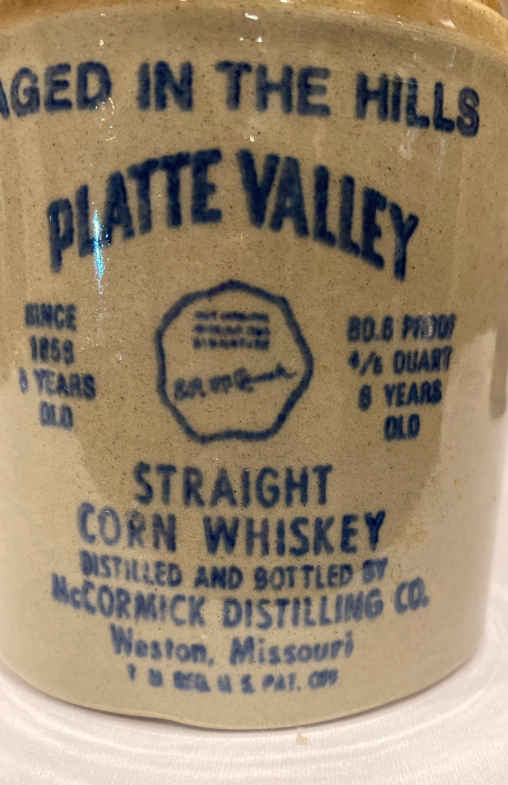 AGED IN THE HILLS
PLATTE VALLEY
SINCE
1856
8 YEARS
OLD
SIGNATURE
80.6 PROOF
4/5 QUART
8 YEARS
OLD
STRAIGHT
CORN WHISKEY
DISTILLED AND BOTTLED BY
McCORMICK DISTILLING CO.
Weston, Missouri
T M REG. U S PAT. OFF